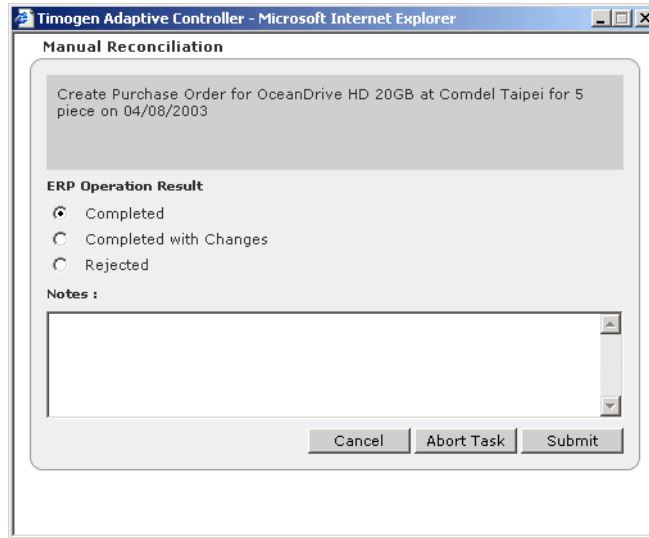 Timogen Adaptive Controller - Microsoft Internet Explorer
Manual Reconciliation
Create Purchase Order for OceanDrive HD 20GB at Comdel Taipei for 5
piece on 04/08/2003
ERP Operation Result
Completed
Completed with Changes
Rejected
Notes :
Cancel Abort Task Submit